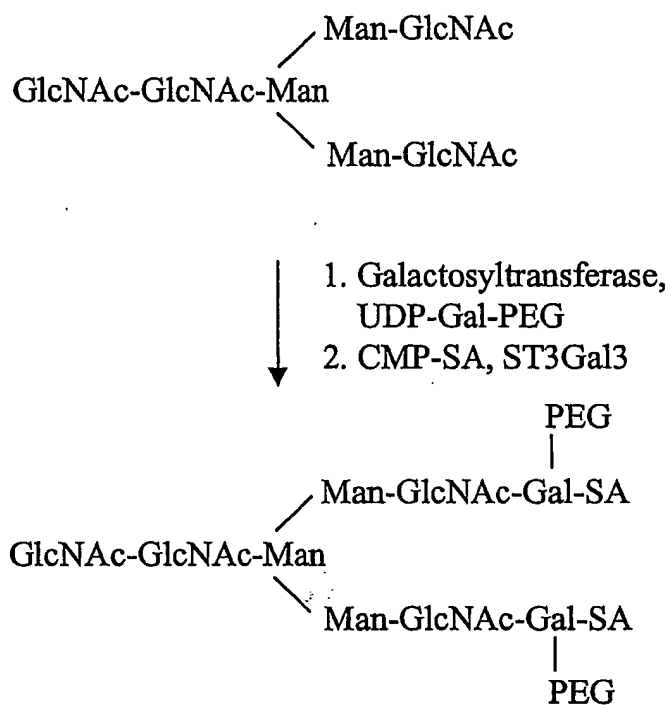 Man-GlcNAc
GlcNAc-GlcNAc-Man
Man-GlcNAc
1. Galactosyltransferase,
UDP-Gal-PEG
2. CMP-SA, ST3Gal3
PEG
Man-GlcNAc-Gal-SA
GlcNAc-GlcNAc-Man
Man-GlcNAc-Gal-SA
PEG